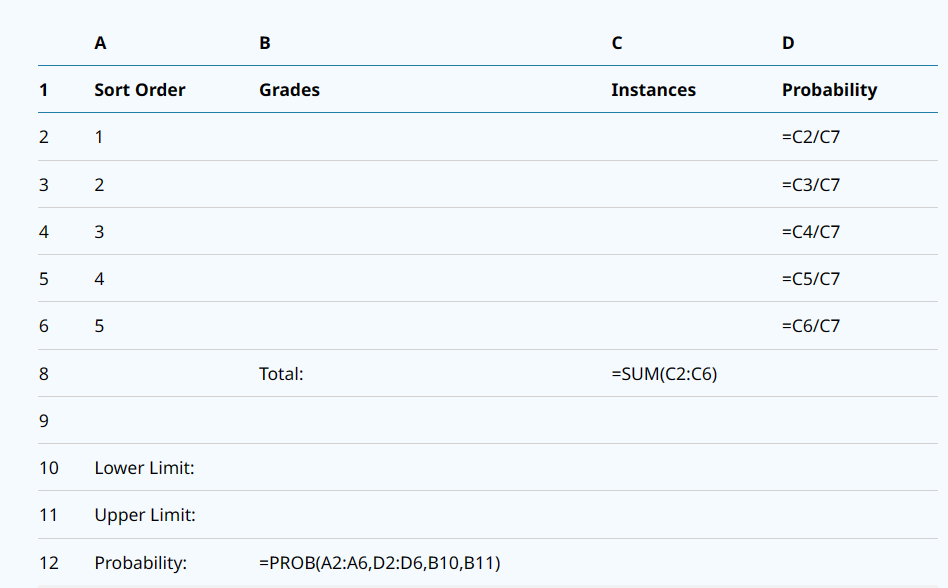 A B C D
1 Sort Order Grades Instances Probability
2 1 =C2/C7
3 2 =C3/C7
4 3 =C4/C7
5 4 =C5/C7
6 5 =C6/C7
8 Total: =SUM(C2:C6)
9
10 Lower Limit:
11 Upper Limit:
12 Probability: =PROB(A2:A6,D2:D6,B10,B11)